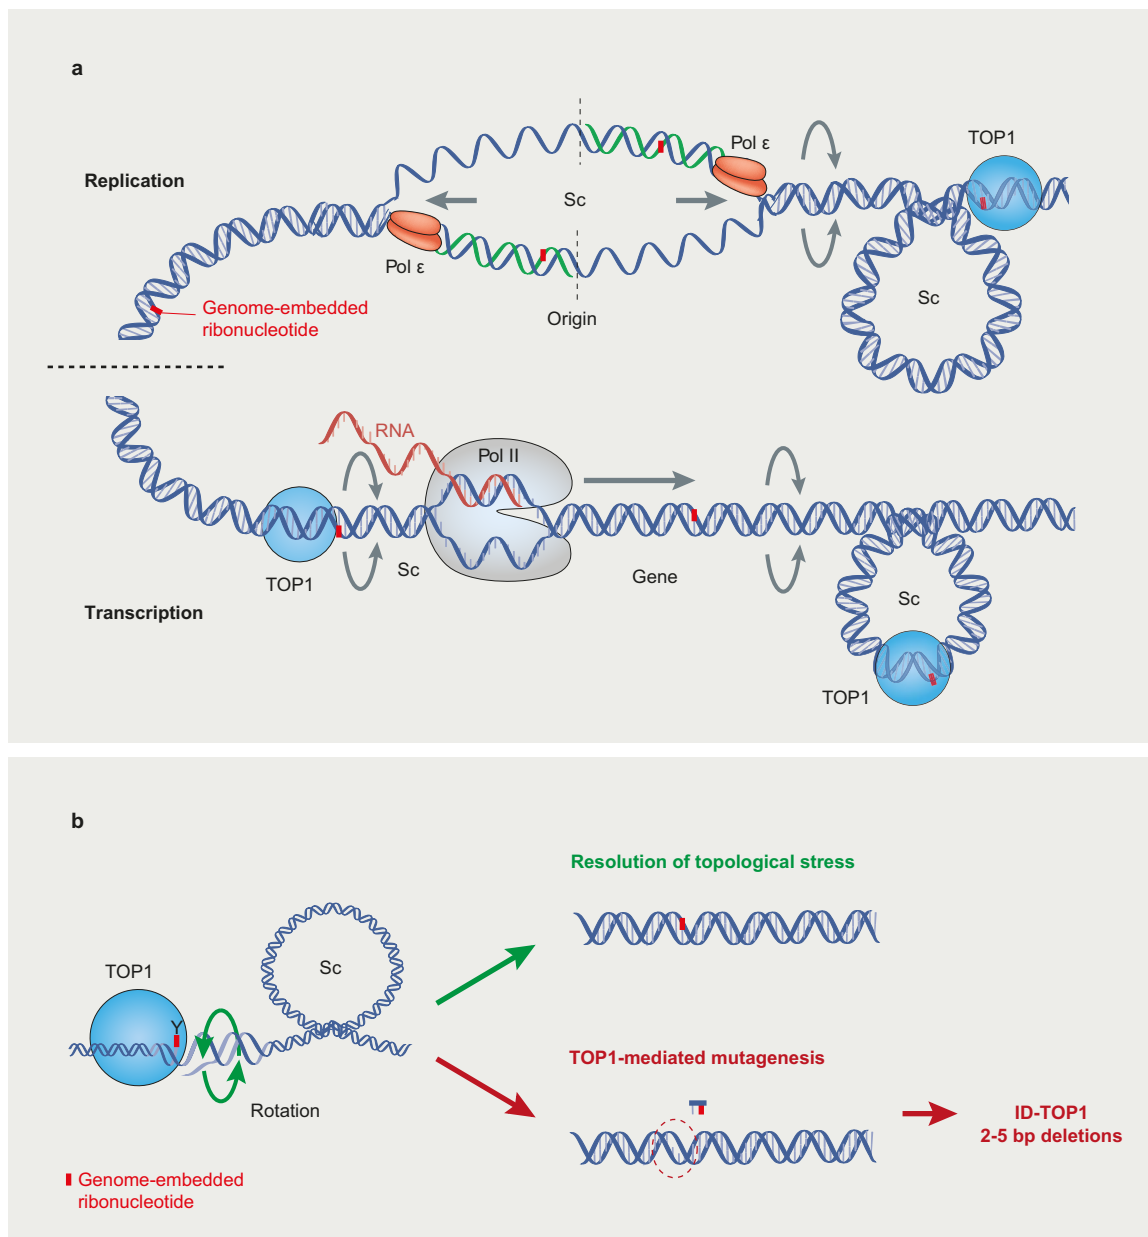 a
Replication
Pol ε
TOP1
Sc
Pol ε
Sc
Origin
Genome-embedded
ribonucleotide
RNA
Pol II
TOP1
Sc
Gene
Sc
TOP1
Transcription
b
Resolution of topological stress
TOP1
Sc
Y
Rotation
TOP1-mediated mutagenesis
ID-TOP1
2-5 bp deletions
Genome-embedded
ribonucleotide